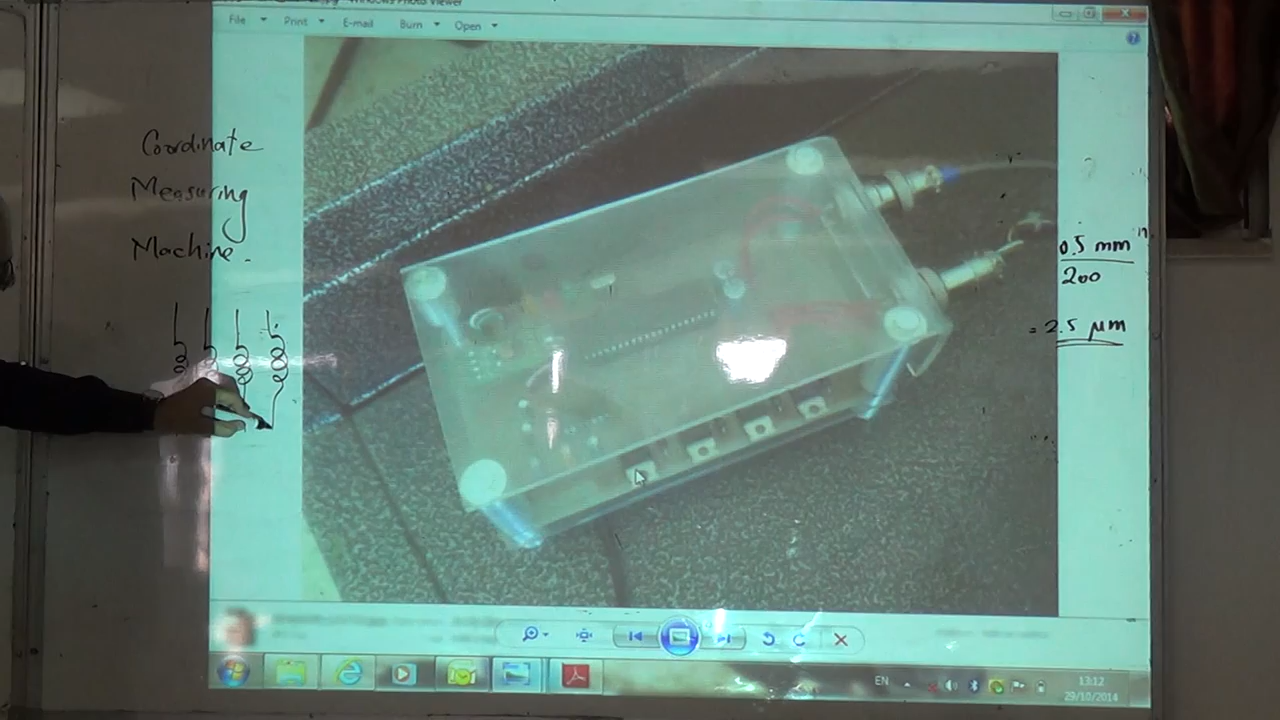 File Print E-mail Burn Open
Coordinate
Measuring
Machine.
0.5 mm
200
= 2.5 μm
EN
13:12
29/10/2014